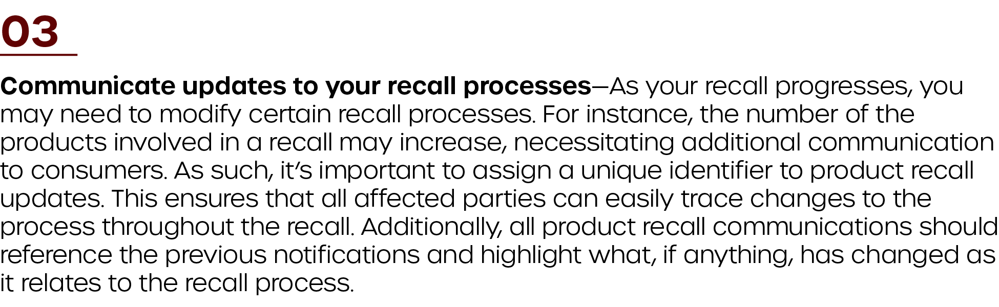 03
Communicate updates to your recall processes—As your recall progresses, you
may need to modify certain recall processes. For instance, the number of the
products involved in a recall may increase, necessitating additional communication
to consumers. As such, it’s important to assign a unique identifier to product recall
updates. This ensures that all affected parties can easily trace changes to the
process throughout the recall. Additionally, all product recall communications should
reference the previous notifications and highlight what, if anything, has changed as
it relates to the recall process.